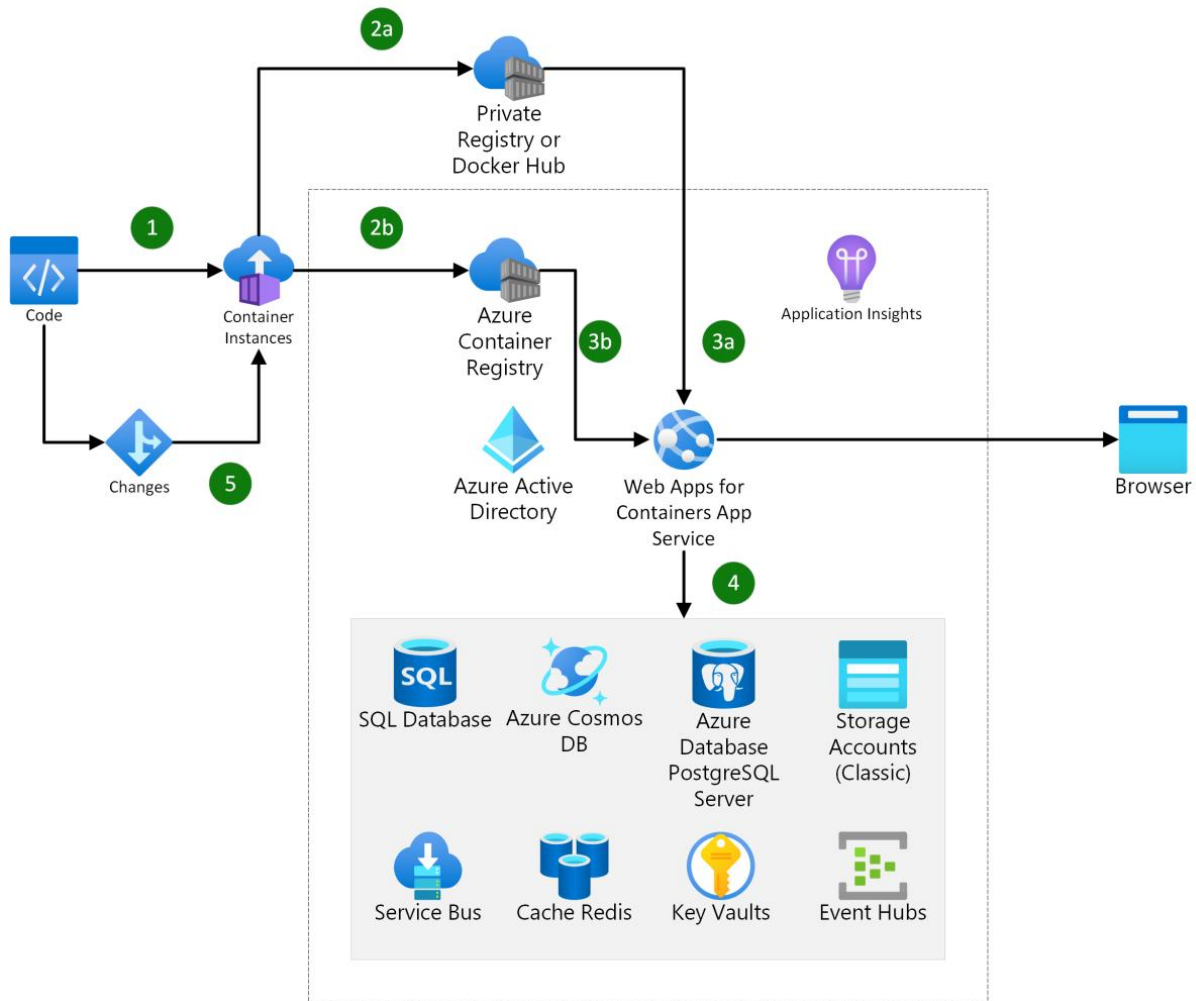 2a
Private
Registry or
Docker Hub
1
2b
</>
Code
Container
Instances
Azure
Container
Registry
3b
3a
Application Insights
Changes
5
Azure Active
Directory
Web Apps for
Containers App
Service
Browser
4
SQL
SQL Database
Azure Cosmos
DB
Azure
Database
PostgreSQL
Server
Storage
Accounts
(Classic)
Service Bus
Cache Redis
Key Vaults
Event Hubs